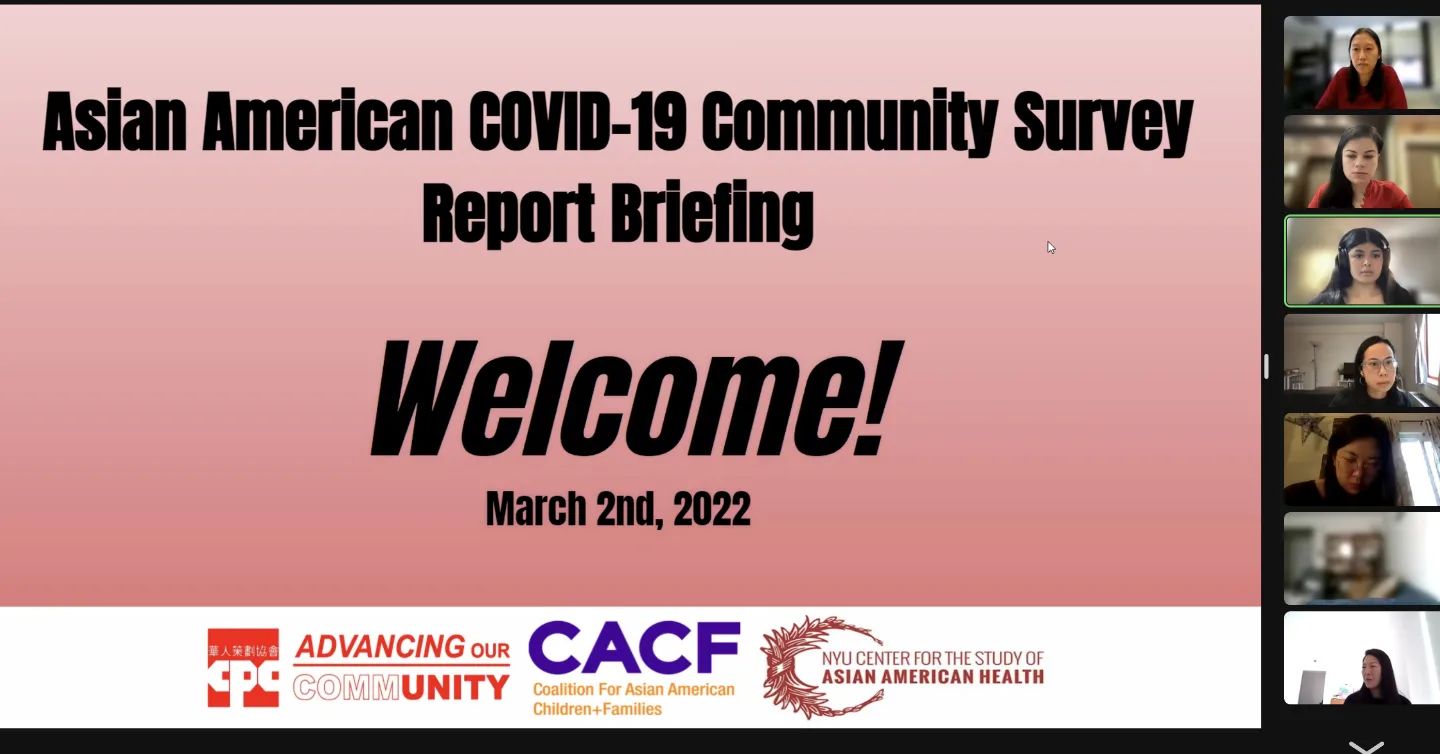 Asian American COVID-19 Community Survey
Report Briefing
Welcome!
March 2nd, 2022
華人策劃協會
CPC
ADVANCING OUR
COMMUNITY
CACF
Coalition For Asian American
Children+Families
NYU CENTER FOR THE STUDY OF
ASIAN AMERICAN HEALTH